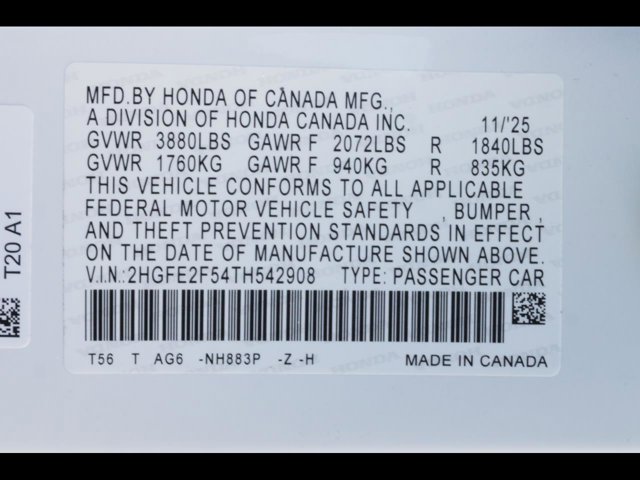 MFD.BY HONDA OF CANADA MFG.,
A DIVISION OF HONDA CANADA INC. 11/'25
GVWR 3880LBS GAWR F 2072LBS R 1840LBS
GVWR 1760KG GAWR F 940KG R 835KG
THIS VEHICLE CONFORMS TO ALL APPLICABLE
FEDERAL MOTOR VEHICLE SAFETY , BUMPER ,
AND THEFT PREVENTION STANDARDS IN EFFECT
ON THE DATE OF MANUFACTURE SHOWN ABOVE.
V.I.N.:2HGFE2F54TH542908 TYPE: PASSENGER CAR
T56 T AG6 -NH883P -Z -H MADE IN CANADA
T20 A1